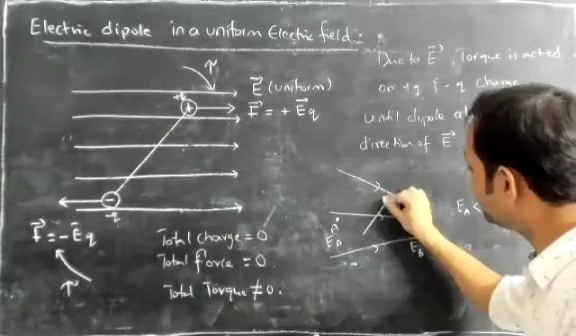 Electric dipole in a uniform Electric field:
τ
E⃗ (uniform)
+q
+
F⃗ = + E⃗q
-
-q
F⃗ = -E⃗q
τ
Total charge = 0
Total force = 0
Total Torque ≠ 0.
Due to E⃗, Torque is acted
on +q & -q charge
until dipole
direction of E⃗
E_A <
E_A
E_B